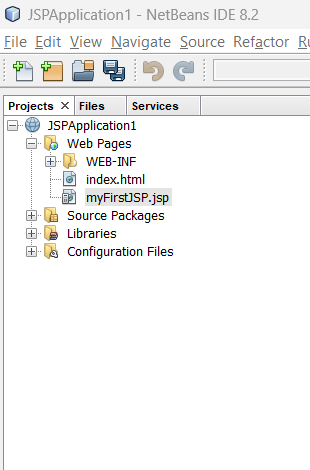 JSPApplication1 - NetBeans IDE 8.2
File Edit View Navigate Source Refactor R
Projects Files Services
JSPApplication1
Web Pages
WEB-INF
index.html
myFirstJSP.jsp
Source Packages
Libraries
Configuration Files